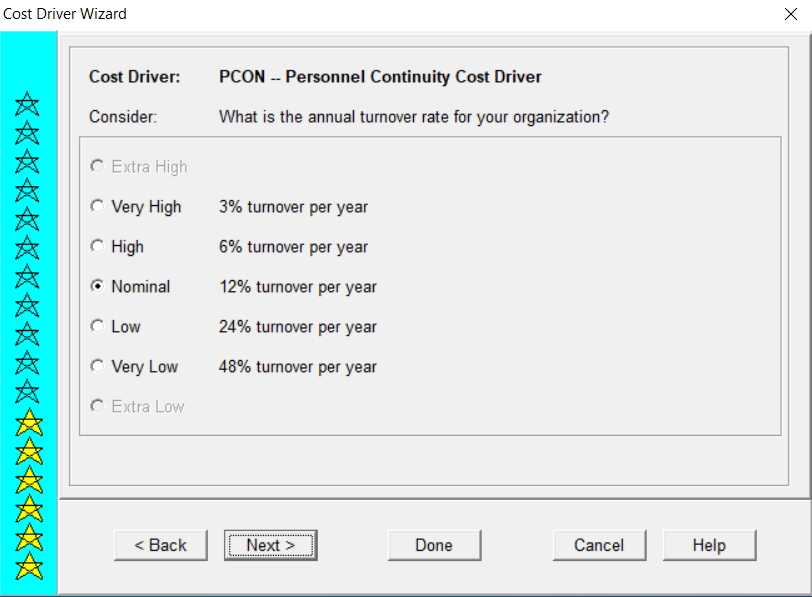 Cost Driver Wizard
Cost Driver: PCON -- Personnel Continuity Cost Driver
Consider: What is the annual turnover rate for your organization?
Extra High
Very High 3% turnover per year
High 6% turnover per year
Nominal 12% turnover per year
Low 24% turnover per year
Very Low 48% turnover per year
Extra Low
< Back Next > Done Cancel Help